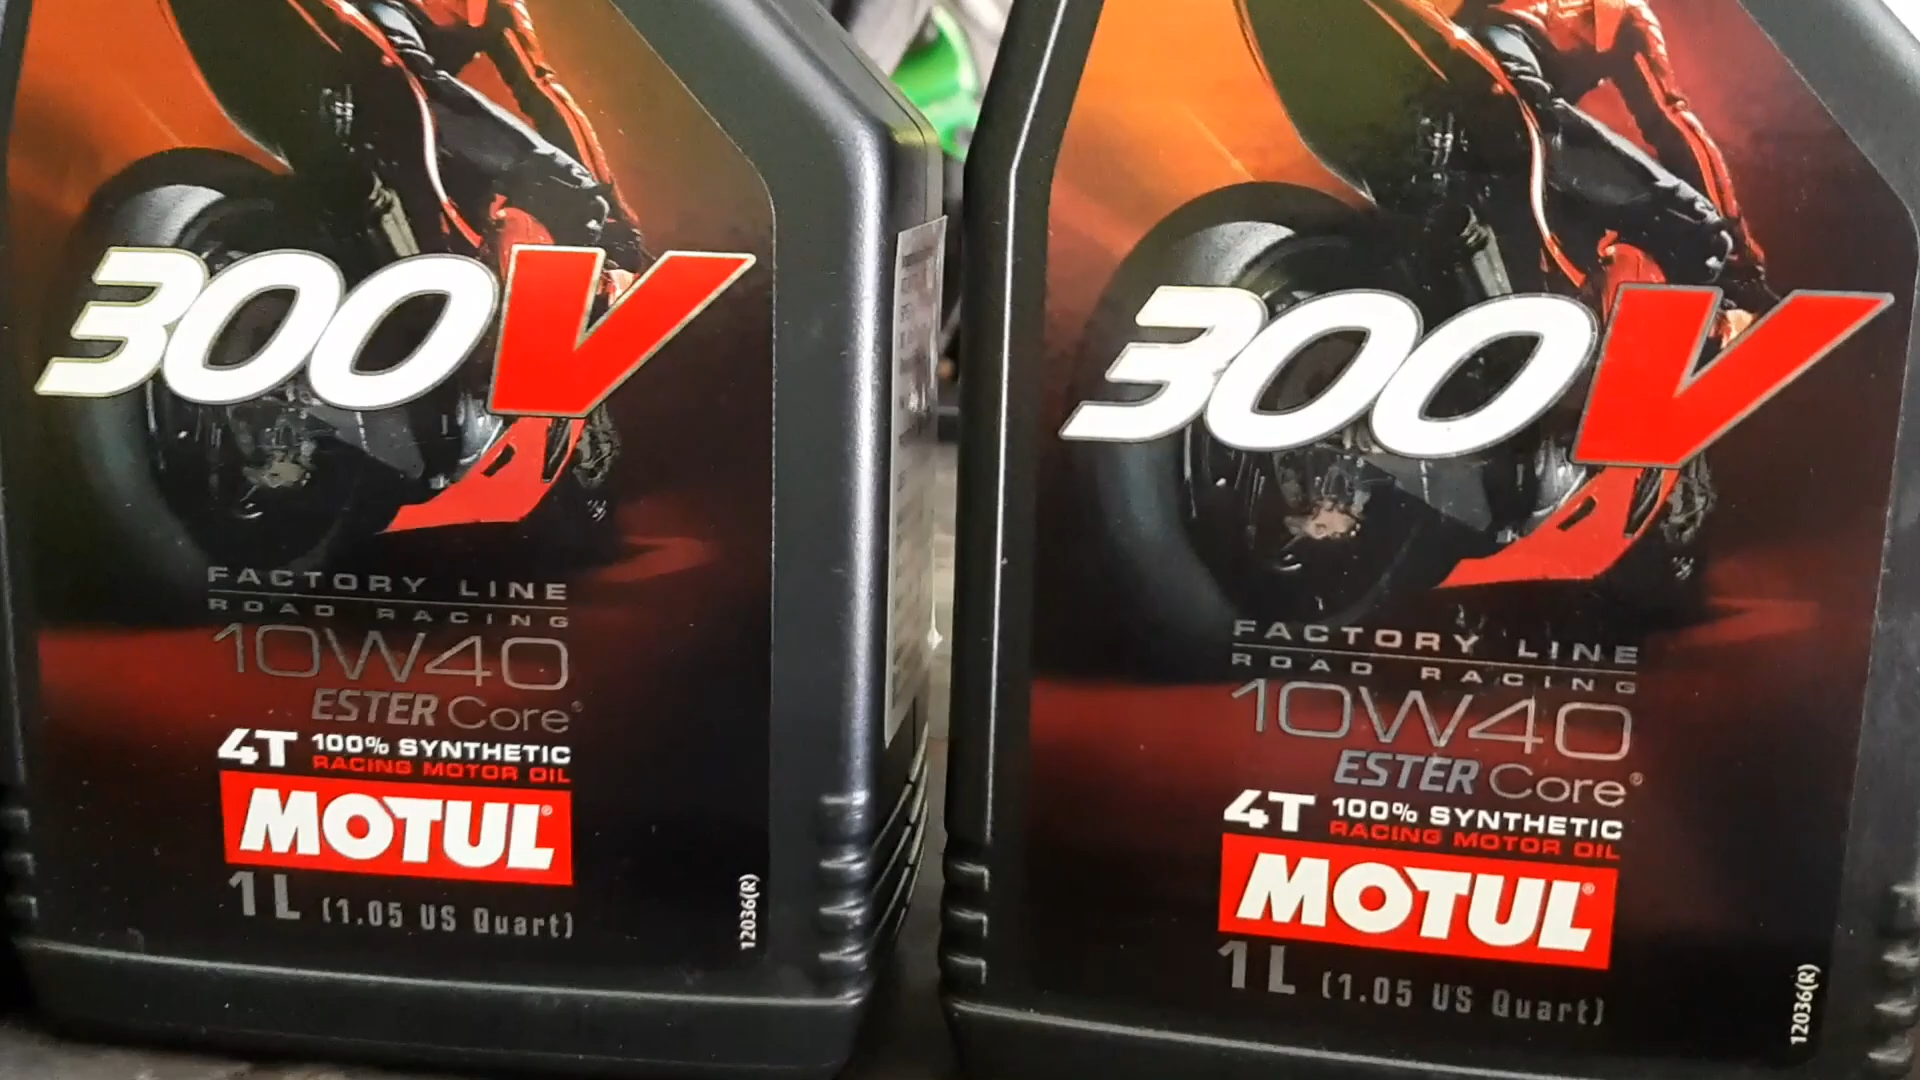 300V
FACTORY LINE
ROAD RACING
10W40
ESTER Core®
4T 100% SYNTHETIC
RACING MOTOR OIL
MOTUL®
1 L (1.05 US Quart)
12036(R)
300V
FACTORY LINE
ROAD RACING
10W40
ESTER Core®
4T 100% SYNTHETIC
RACING MOTOR OIL
MOTUL®
1 L (1.05 US Quart)
12036(R)